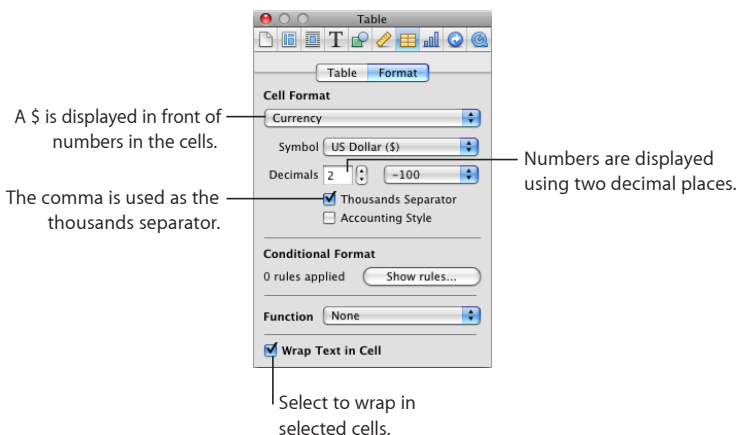 Table
T
Table Format
Cell Format
A $ is displayed in front of
numbers in the cells.
Currency
Symbol US Dollar ($)
Numbers are displayed
using two decimal places.
Decimals 2 -100
The comma is used as the
thousands separator.
Thousands Separator
Accounting Style
Conditional Format
0 rules applied Show rules...
Function None
Wrap Text in Cell
Select to wrap in
selected cells.